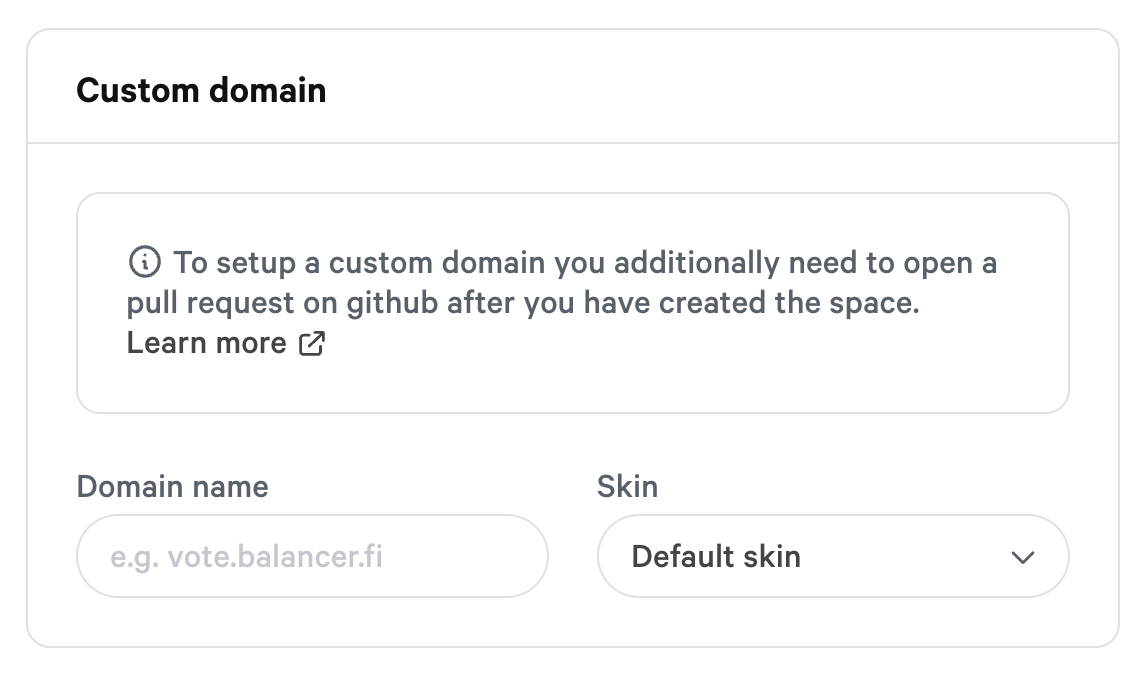 Custom domain
To setup a custom domain you additionally need to open a
pull request on github after you have created the space.
Learn more
Domain name
Skin
e.g. vote.balancer.fi
Default skin